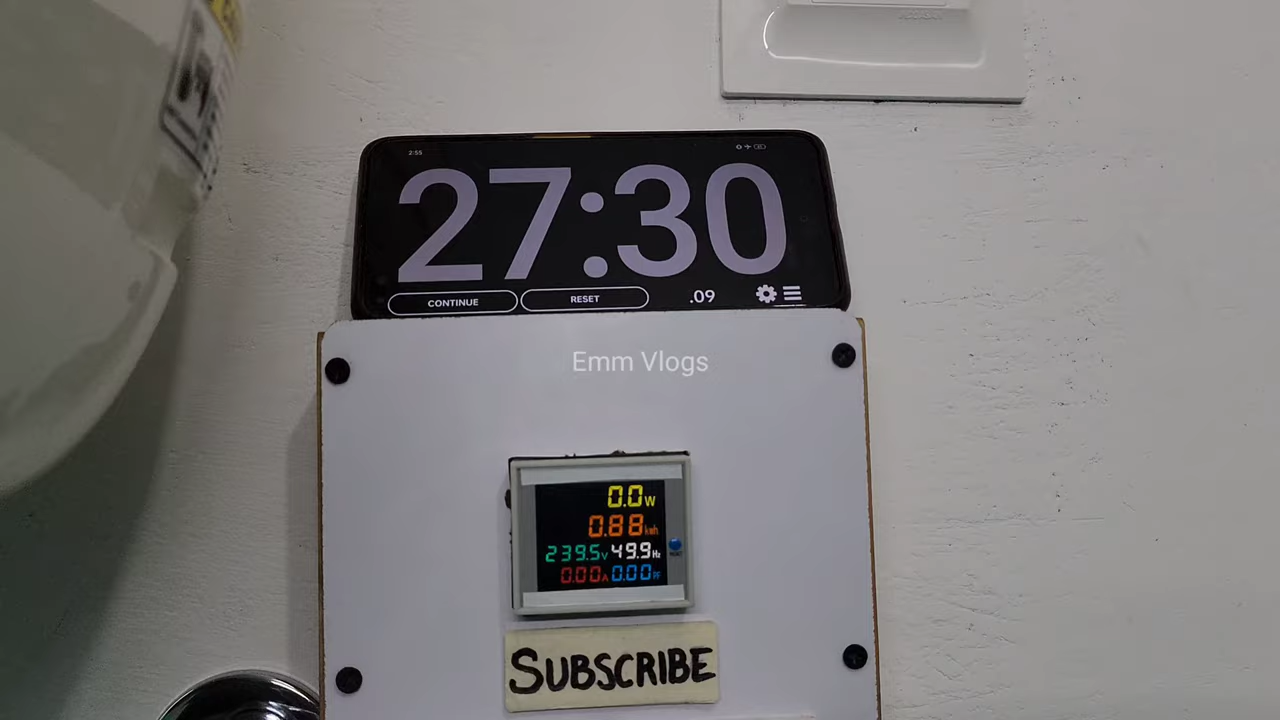 2:55
27:30
CONTINUE
RESET
.09
Emm Vlogs
0.0W
0.88kwh
239.5V 49.9Hz
0.00A 0.00PF
SUBSCRIBE